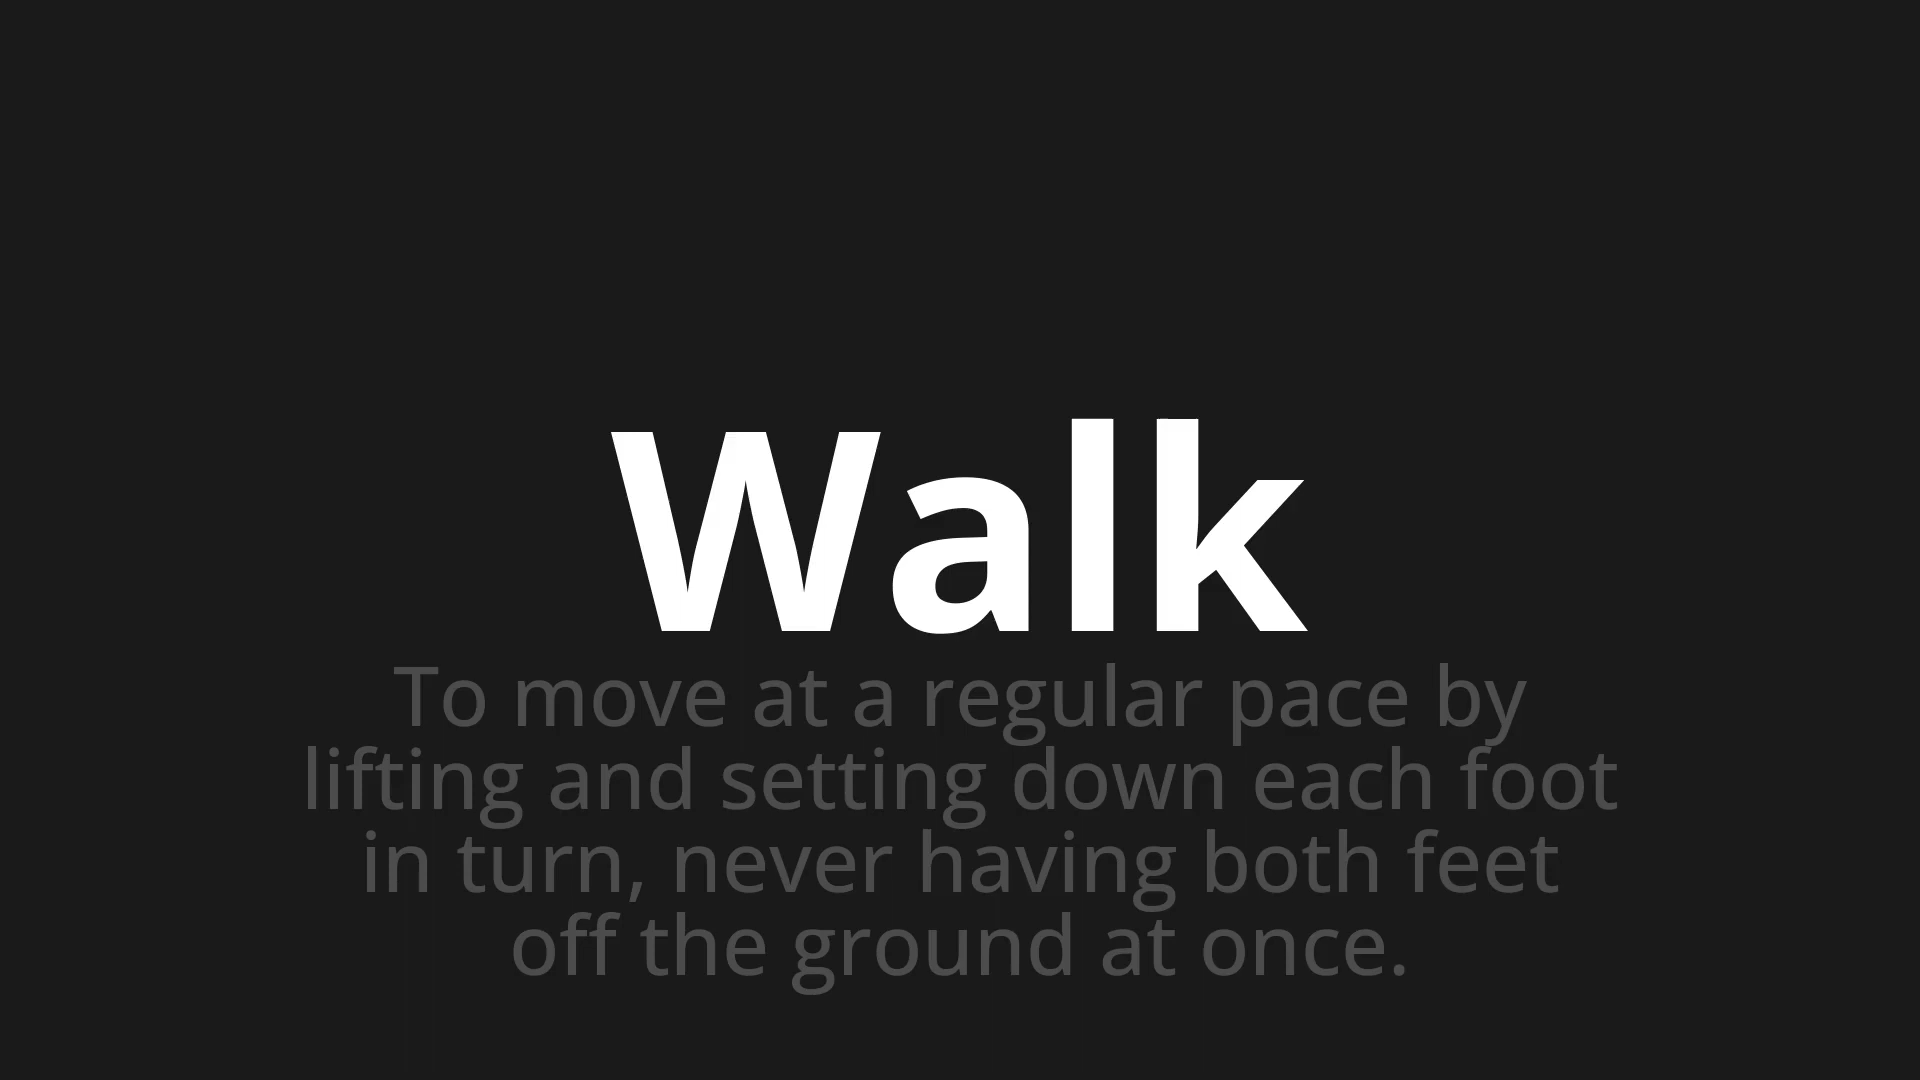 Walk
To move at a regular pace by
lifting and setting down each foot
in turn, never having both feet
off the ground at once.